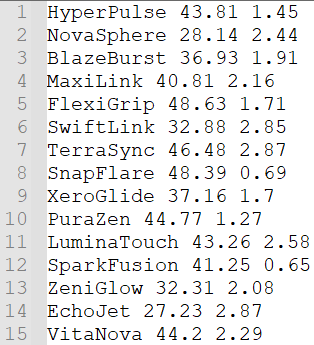 1 HyperPulse 43.81 1.45
2 NovaSphere 28.14 2.44
3 BlazeBurst 36.93 1.91
4 MaxiLink 40.81 2.16
5 FlexiGrip 48.63 1.71
6 SwiftLink 32.88 2.85
7 TerraSync 46.48 2.87
8 SnapFlare 48.39 0.69
9 XeroGlide 37.16 1.7
10 PuraZen 44.77 1.27
11 LuminaTouch 43.26 2.58
12 SparkFusion 41.25 0.65
13 ZeniGlow 32.31 2.08
14 EchoJet 27.23 2.87
15 VitaNova 44.2 2.29